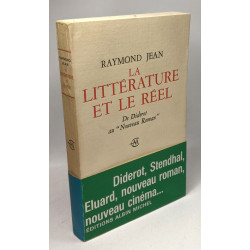 RAYMOND JEAN
LA
LITTÉRATURE
ET LE RÉEL
De Diderot
au "Nouveau Roman"
Diderot, Stendhal,
Eluard, nouveau roman,
nouveau cinéma...
EDITIONS ALBIN MICHEL